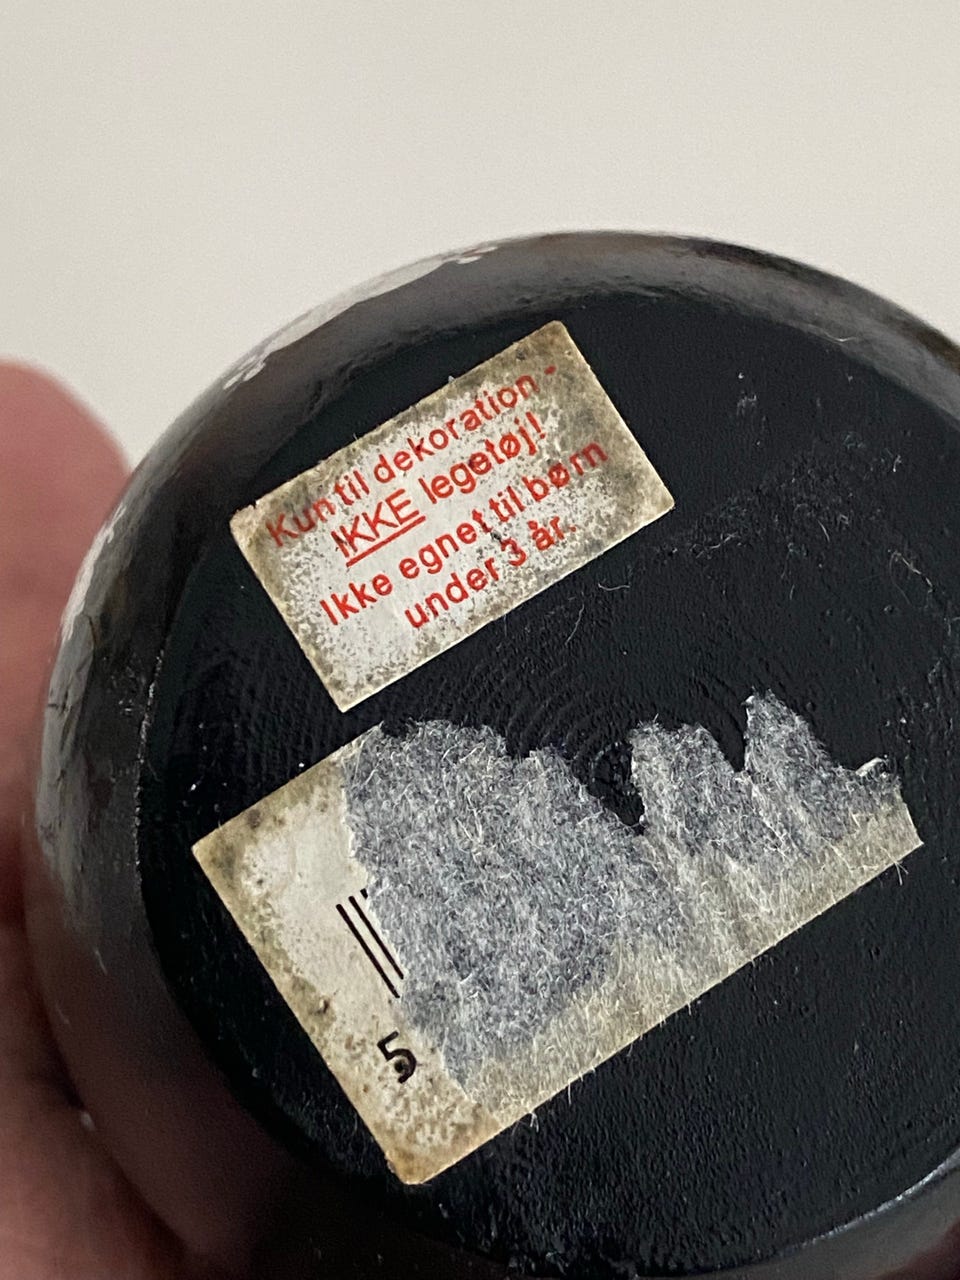 Kun til dekoration -
IKKE legetøj!
Ikke egnet til børn
under 3 år.
5